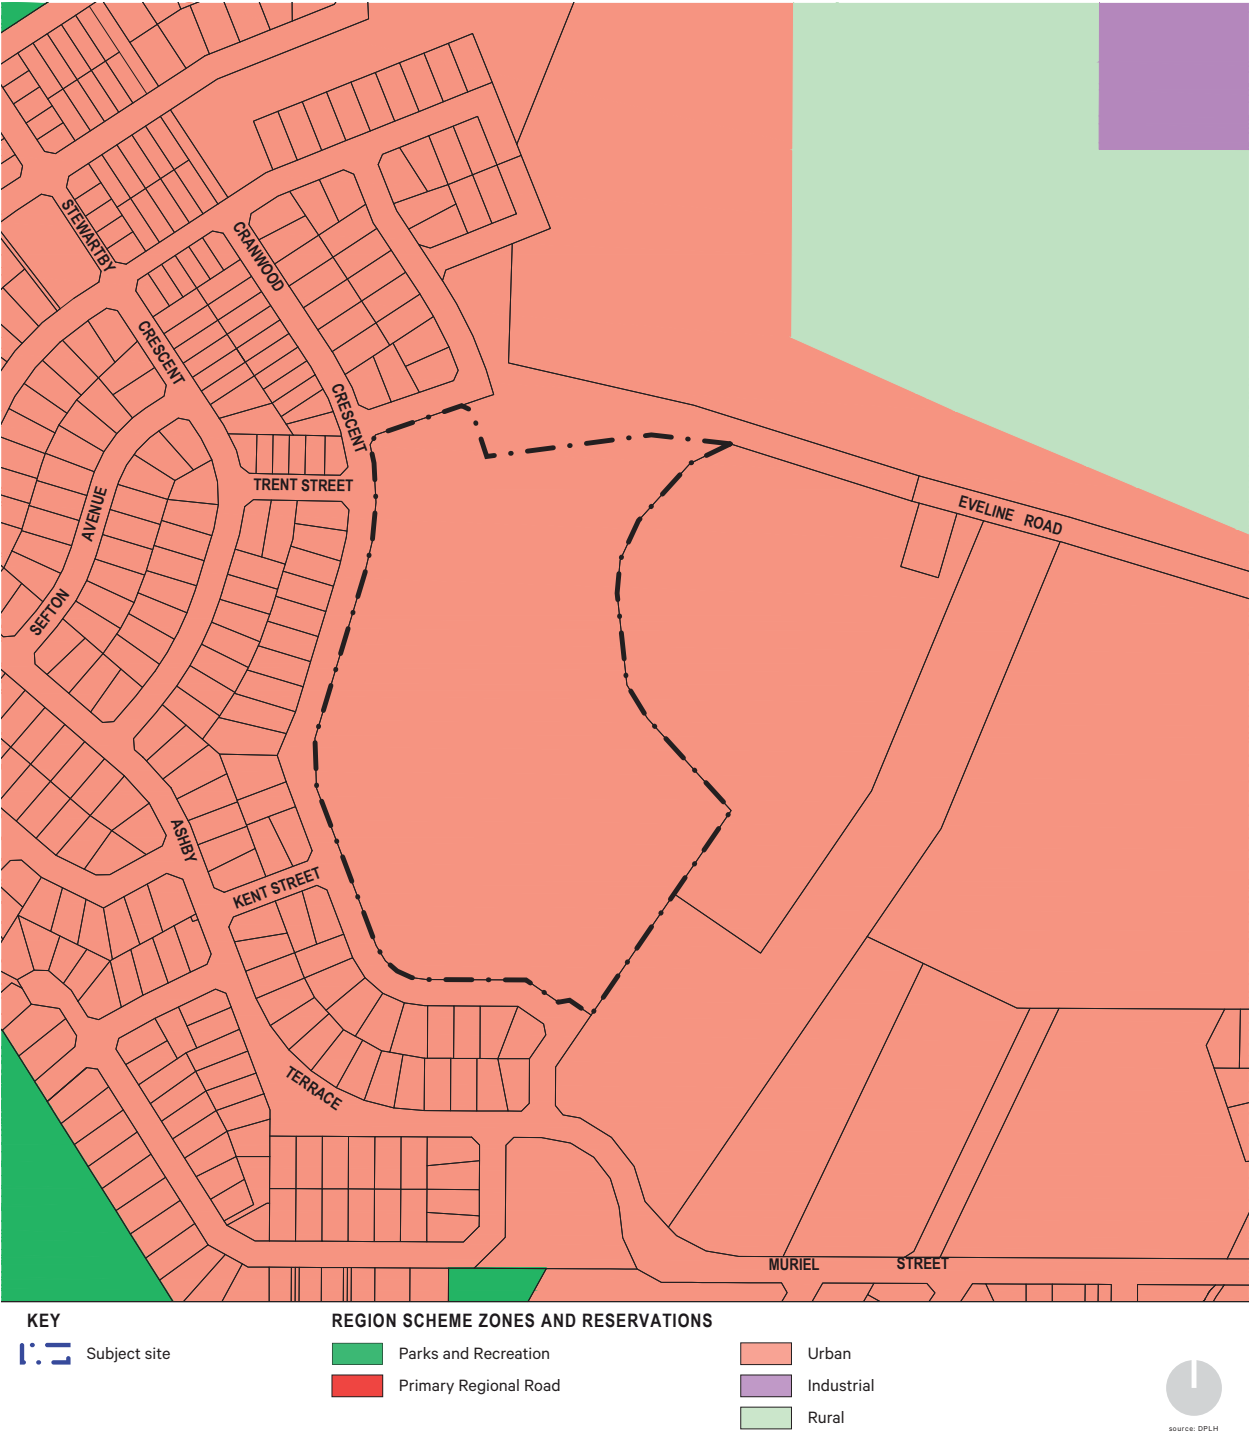 STEWARTBY
CRANWOOD
CRESCENT
CRESCENT
TRENT STREET
AVENUE
EVELINE ROAD
SEFTON
ASHBY
KENT STREET
TERRACE
MURIEL STREET
KEY
Subject site
REGION SCHEME ZONES AND RESERVATIONS
Parks and Recreation
Primary Regional Road
Urban
Industrial
Rural
source: DPLH